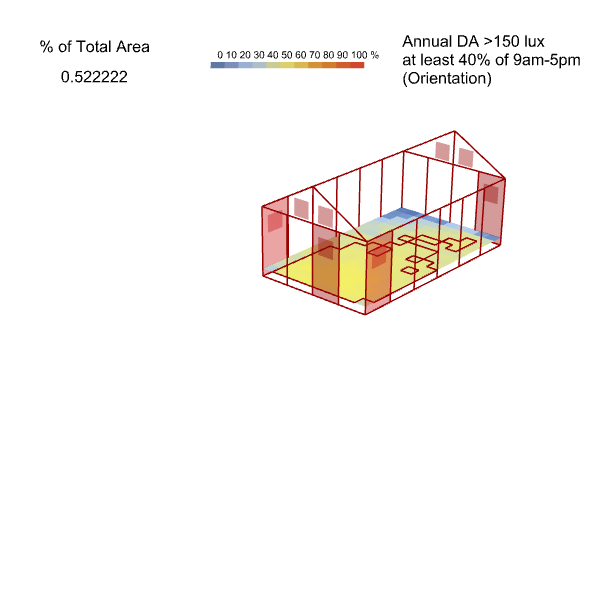 % of Total Area
0.522222
0 10 20 30 40 50 60 70 80 90 100 %
Annual DA >150 lux
at least 40% of 9am-5pm
(Orientation)